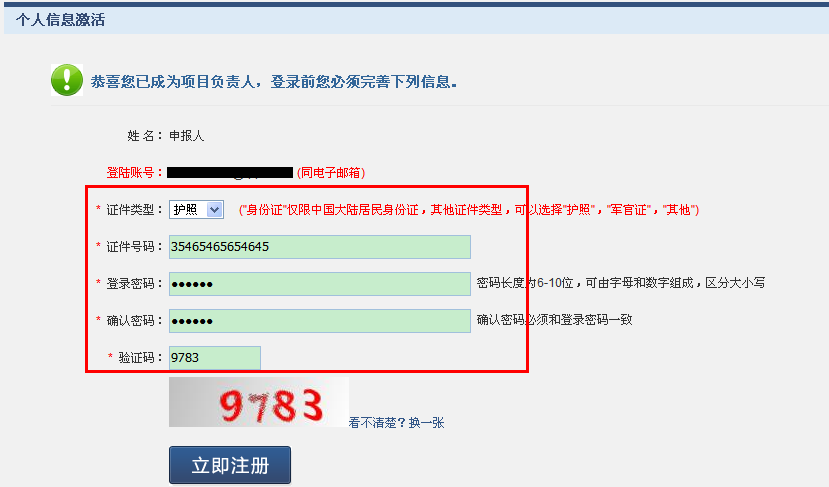 个人信息激活
恭喜您已成为项目负责人，登录前您必须完善下列信息。
姓 名： 申报人
登陆账号： (同电子邮箱)
* 证件类型： 护照 ("身份证"仅限中国大陆居民身份证，其他证件类型，可以选择"护照"，"军官证"，"其他")
* 证件号码： 35465465654645
* 登录密码： ●●●●●● 密码长度为6-10位，可由字母和数字组成，区分大小写
* 确认密码： ●●●●●● 确认密码必须和登录密码一致
* 验证码： 9783
9783 看不清楚？换一张
立即注册